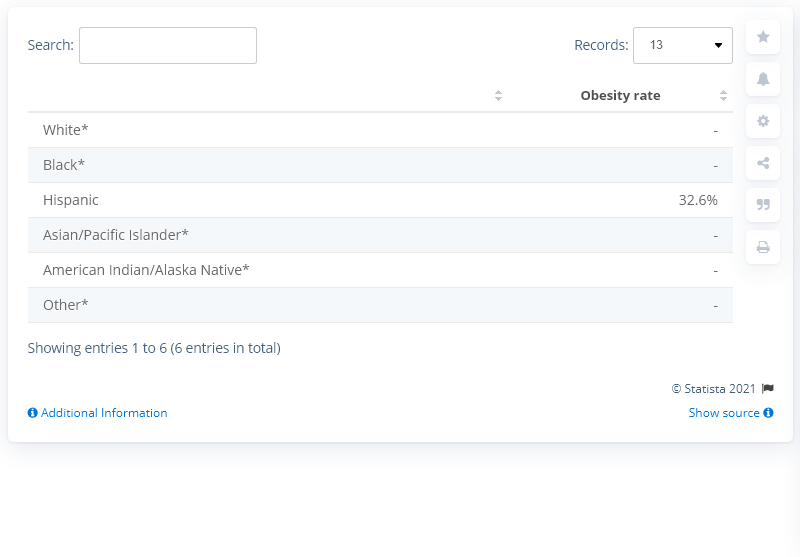 Search:
Records: 13
Obesity rate
White* -
Black* -
Hispanic 32.6%
Asian/Pacific Islander* -
American Indian/Alaska Native* -
Other* -
Showing entries 1 to 6 (6 entries in total)
© Statista 2021
Additional Information Show source